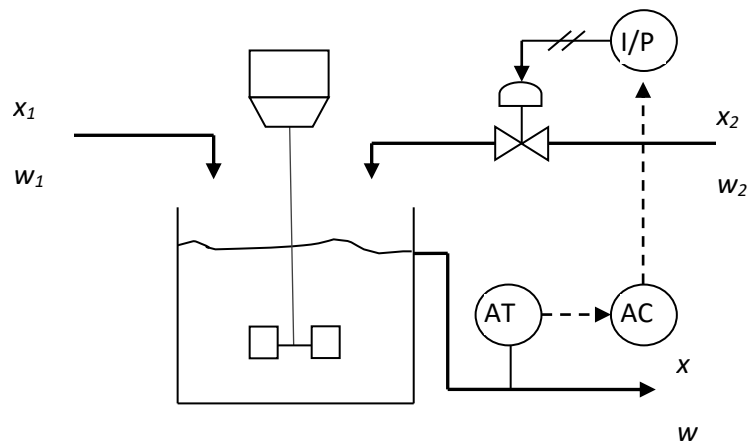 I/P
x₁
w₁
x₂
w₂
AT
AC
x
w